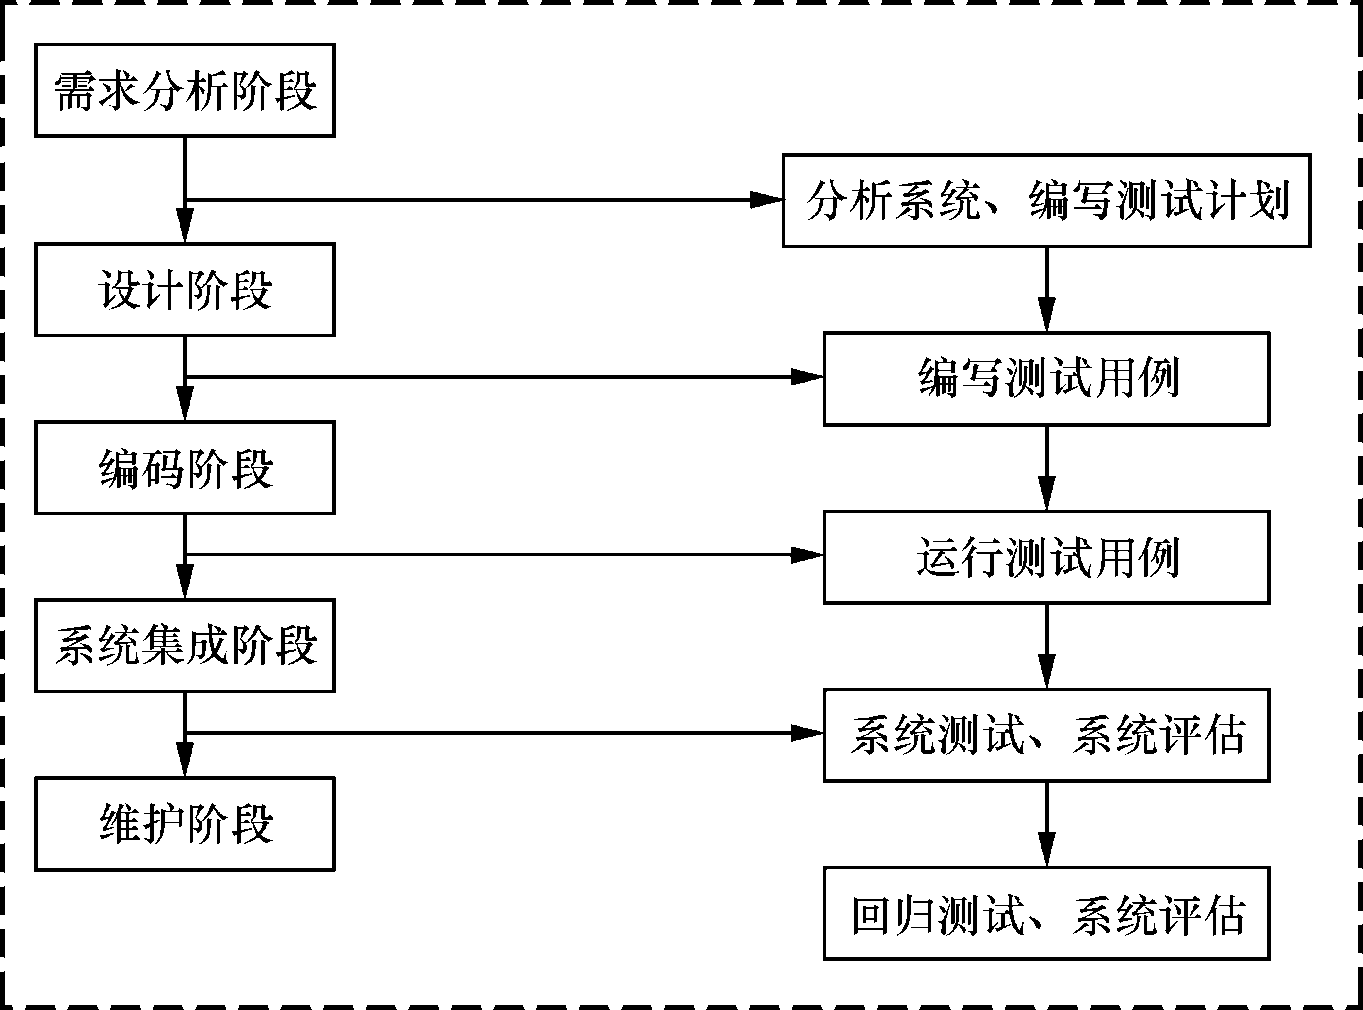 需求分析阶段
分析系统、编写测试计划
设计阶段
编写测试用例
编码阶段
运行测试用例
系统集成阶段
系统测试、系统评估
维护阶段
回归测试、系统评估